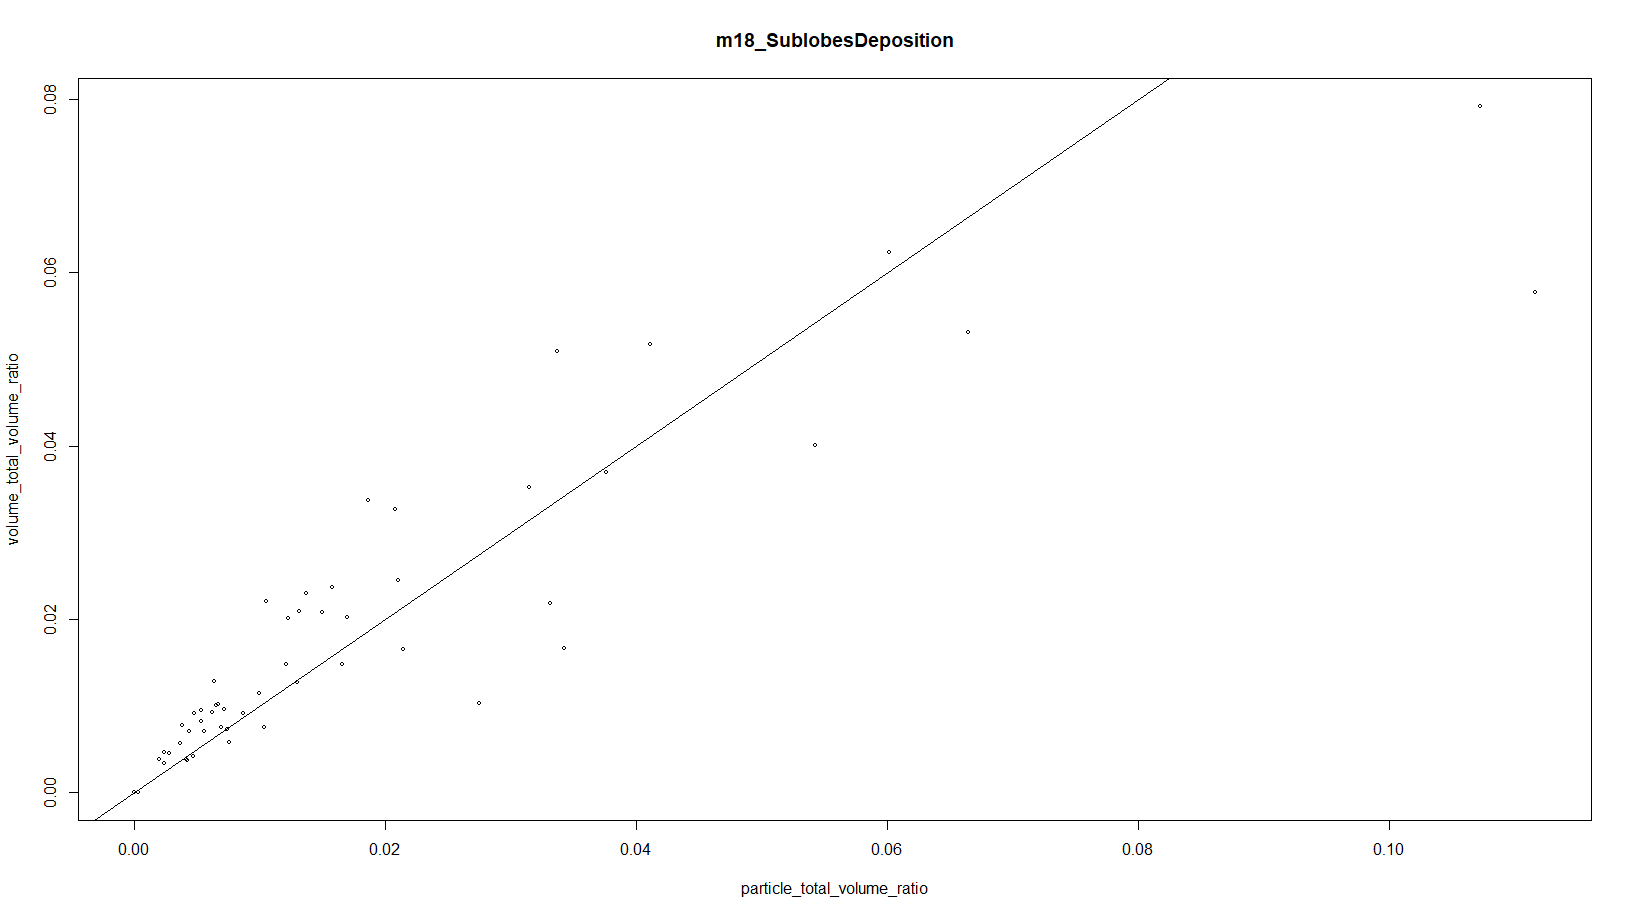 m18_SublobesDeposition
0.08
0.06
0.04
0.02
0.00
volume_total_volume_ratio
0.00 0.02 0.04 0.06 0.08 0.10
particle_total_volume_ratio